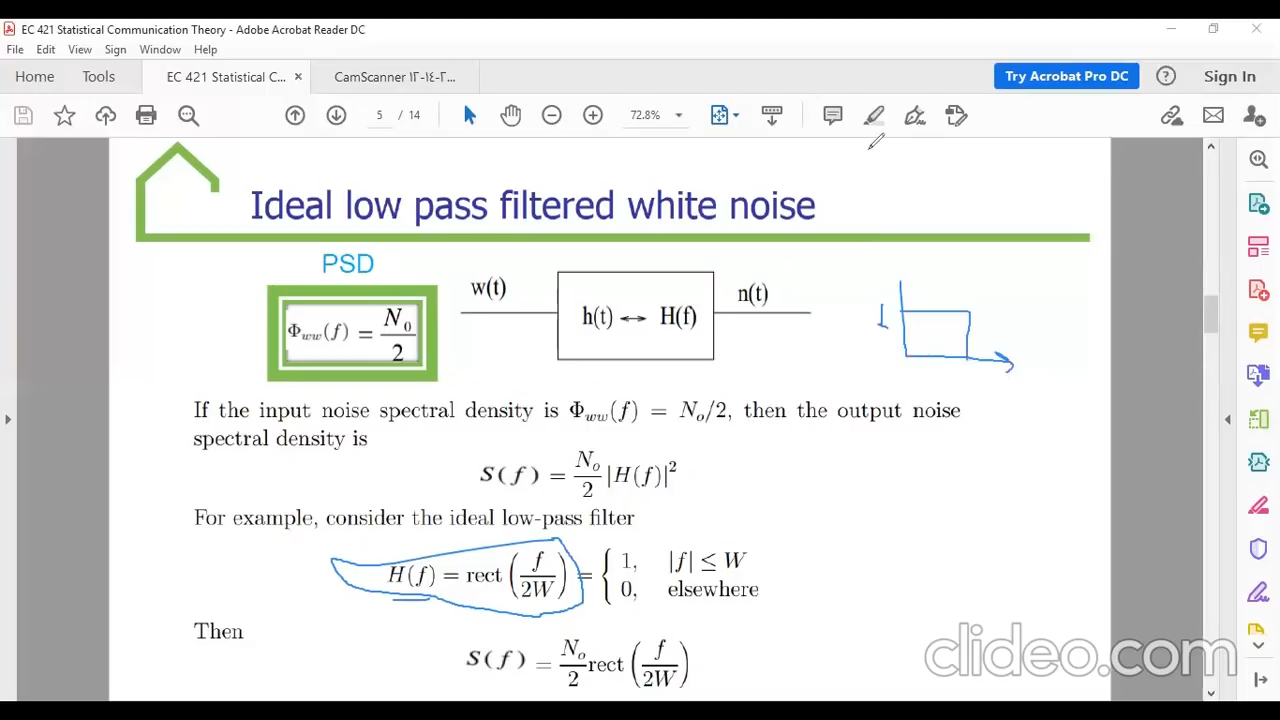 EC 421 Statistical Communication Theory - Adobe Acrobat Reader DC
File Edit View Sign Window Help
Home Tools EC 421 Statistical C... × CamScanner ١٢-١٤-٢... Try Acrobat Pro DC Sign In
5 / 14 72.8%
Ideal low pass filtered white noise
PSD
Φww(f) = N0/2
w(t) h(t) ↔ H(f) n(t)
1
If the input noise spectral density is Φww(f) = No/2, then the output noise
spectral density is
S(f) = No/2 |H(f)|²
For example, consider the ideal low-pass filter
H(f) = rect (f/2W) = { 1, |f| ≤ W
0, elsewhere
Then
S(f) = No/2 rect (f/2W)
clideo.com